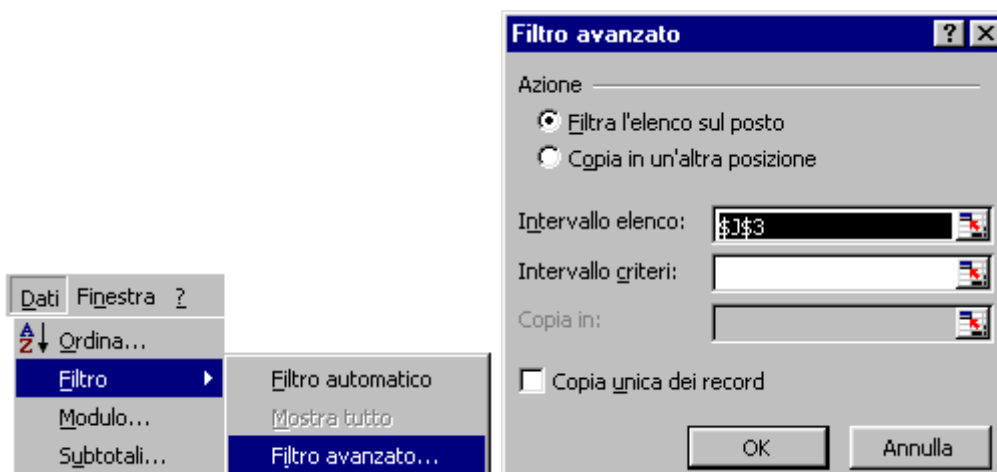 Filtro avanzato
Azione
Filtra l'elenco sul posto
Copia in un'altra posizione
Intervallo elenco: $J$3
Intervallo criteri:
Copia in:
Copia unica dei record
OK Annulla
Dati Finestra ?
Ordina...
Filtro
Modulo...
Subtotali...
Filtro automatico
Mostra tutto
Filtro avanzato...